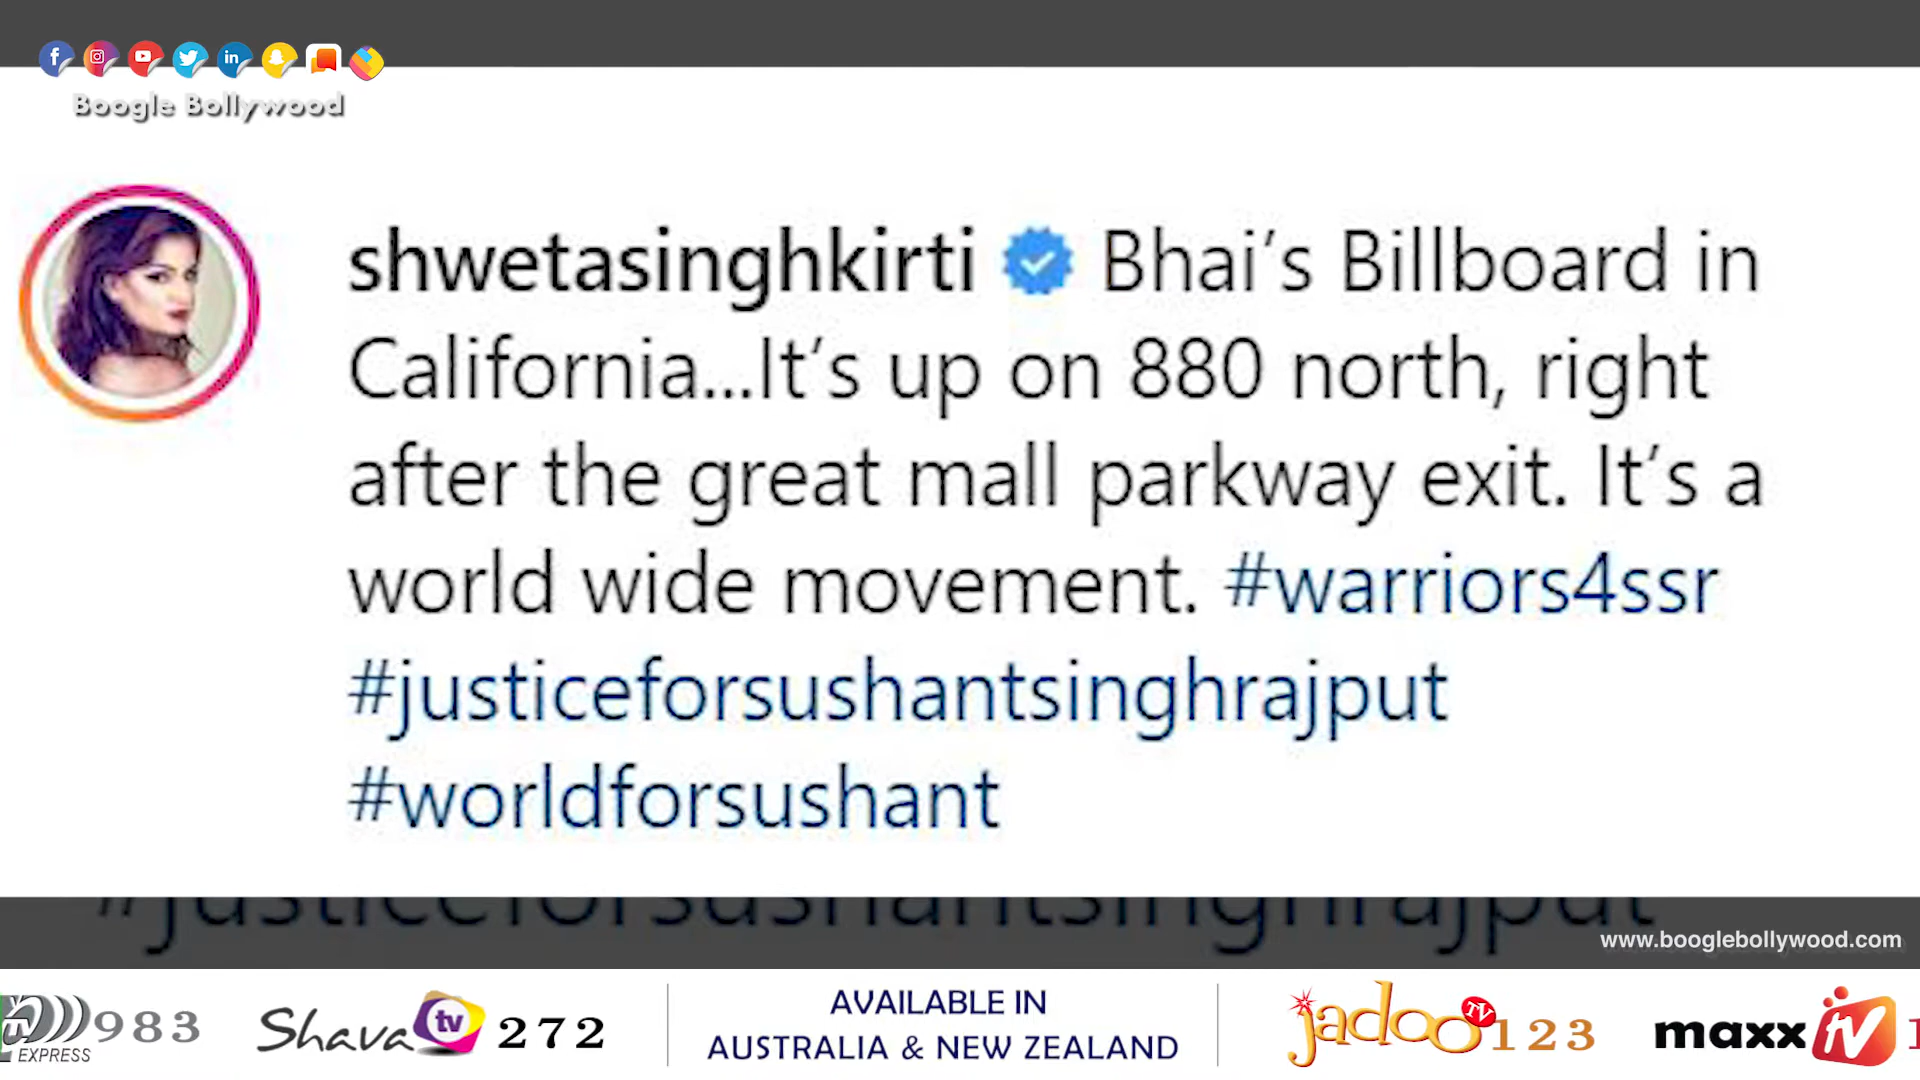 Boogle Bollywood
shwetasinghkirti Bhai's Billboard in
California...It's up on 880 north, right
after the great mall parkway exit. It's a
world wide movement. #warriors4ssr
#justiceforsushantsinghrajput
#worldforsushant
#justiceforsushantsinghrajput
www.booglebollywood.com
TV EXPRESS 983
Shava tv 272
AVAILABLE IN
AUSTRALIA & NEW ZEALAND
jadoo TV 123
maxx tv